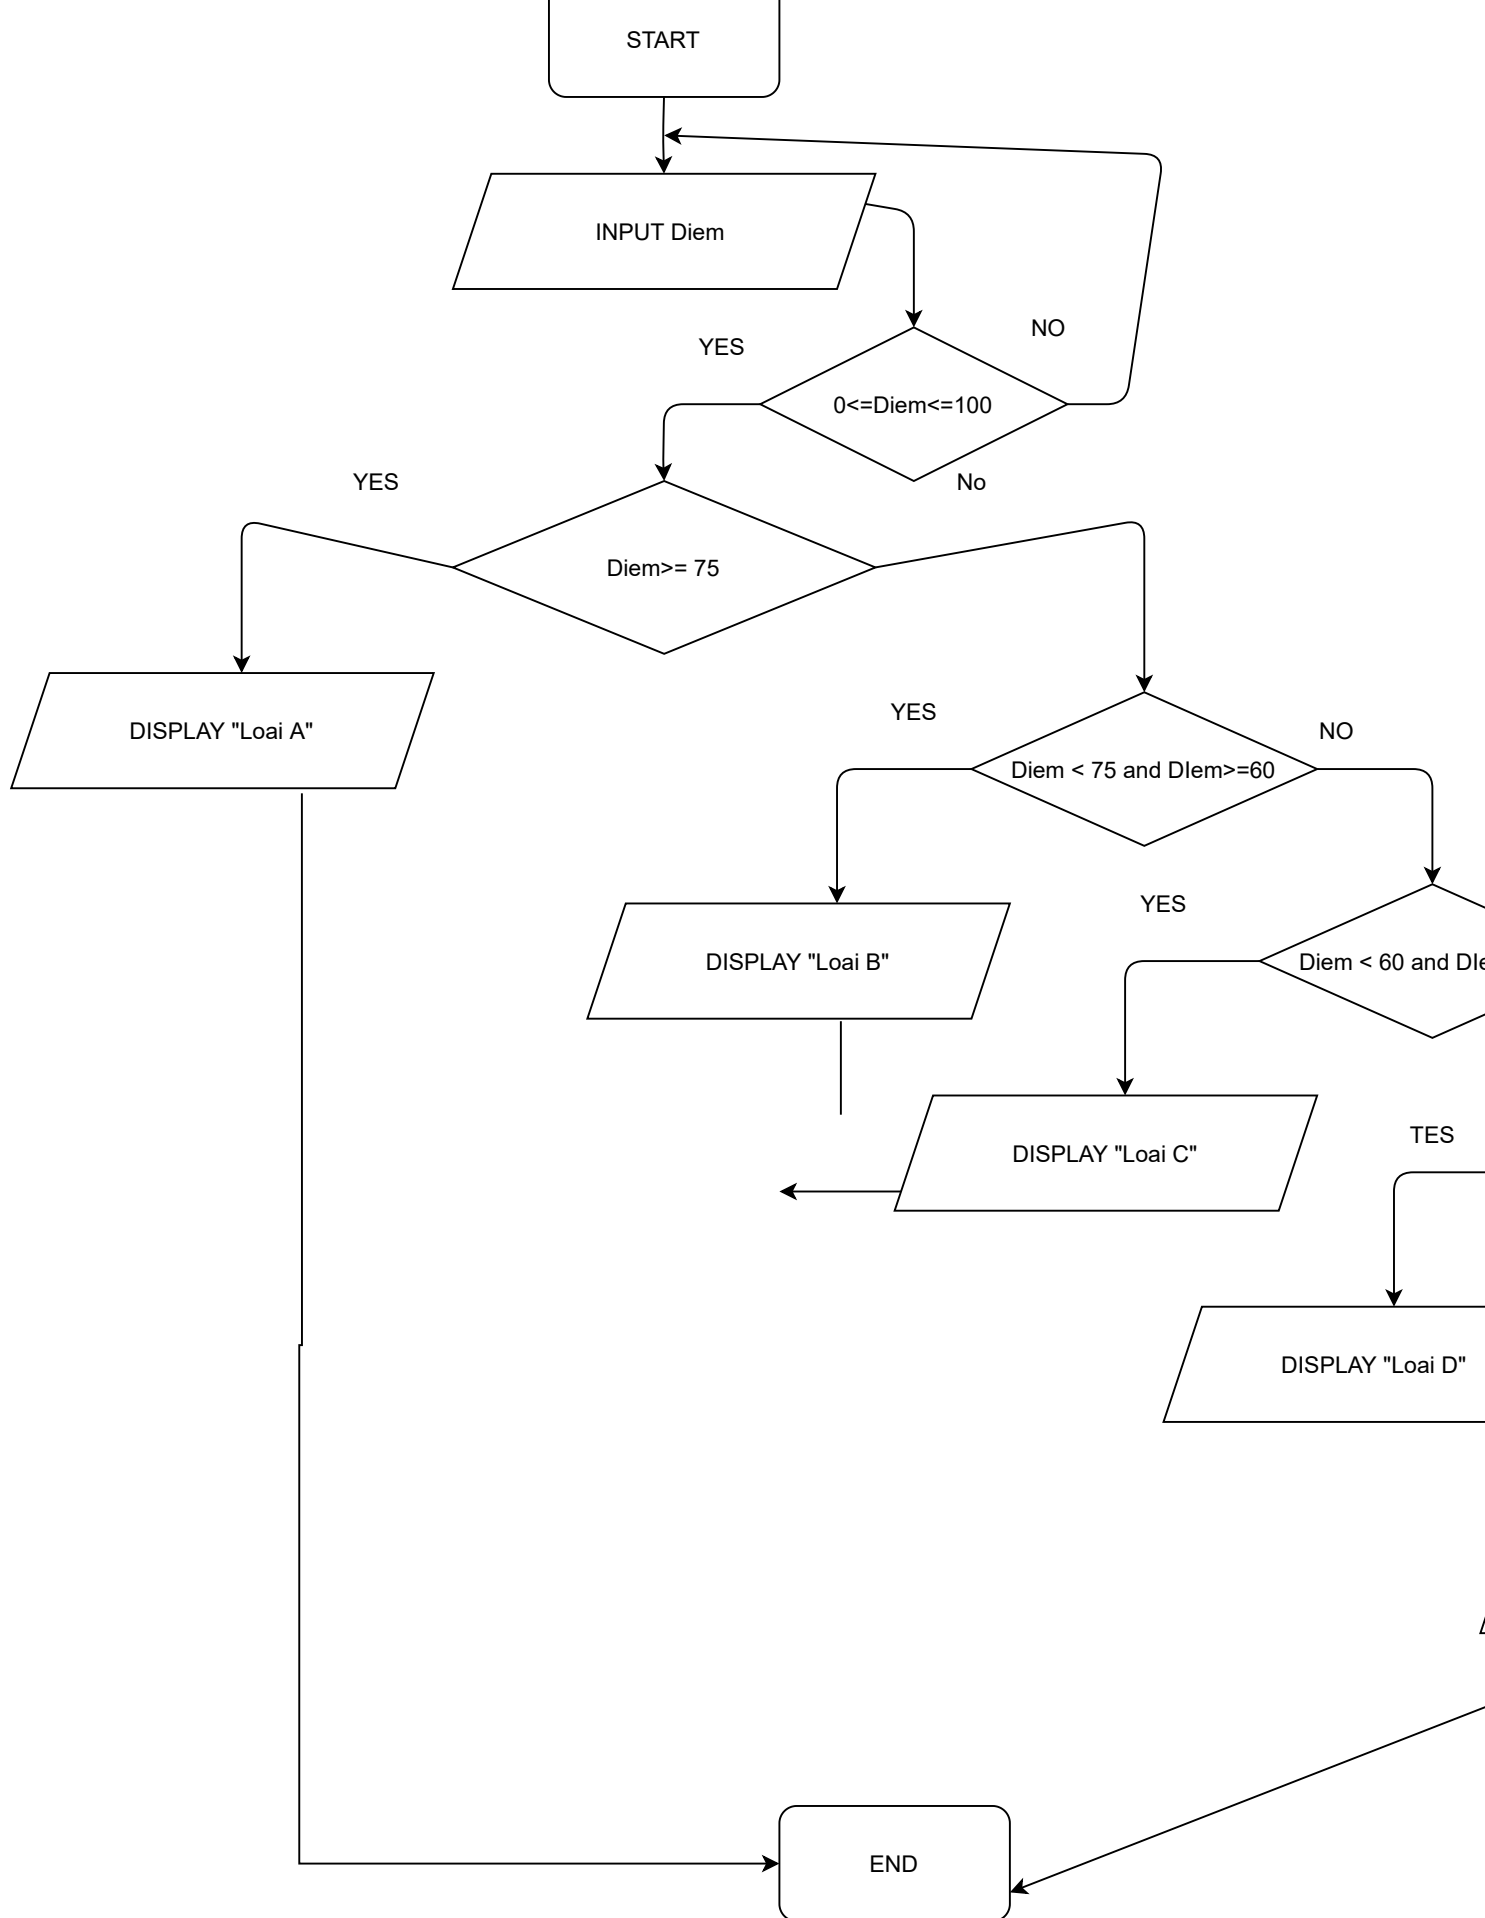 START
INPUT Diem
NO
YES
0<=Diem<=100
YES
No
Diem>= 75
YES
NO
DISPLAY "Loai A"
Diem < 75 and DIem>=60
YES
DISPLAY "Loai B"
Diem < 60 and
TES
DISPLAY "Loai C"
DISPLAY "Loai D"
END